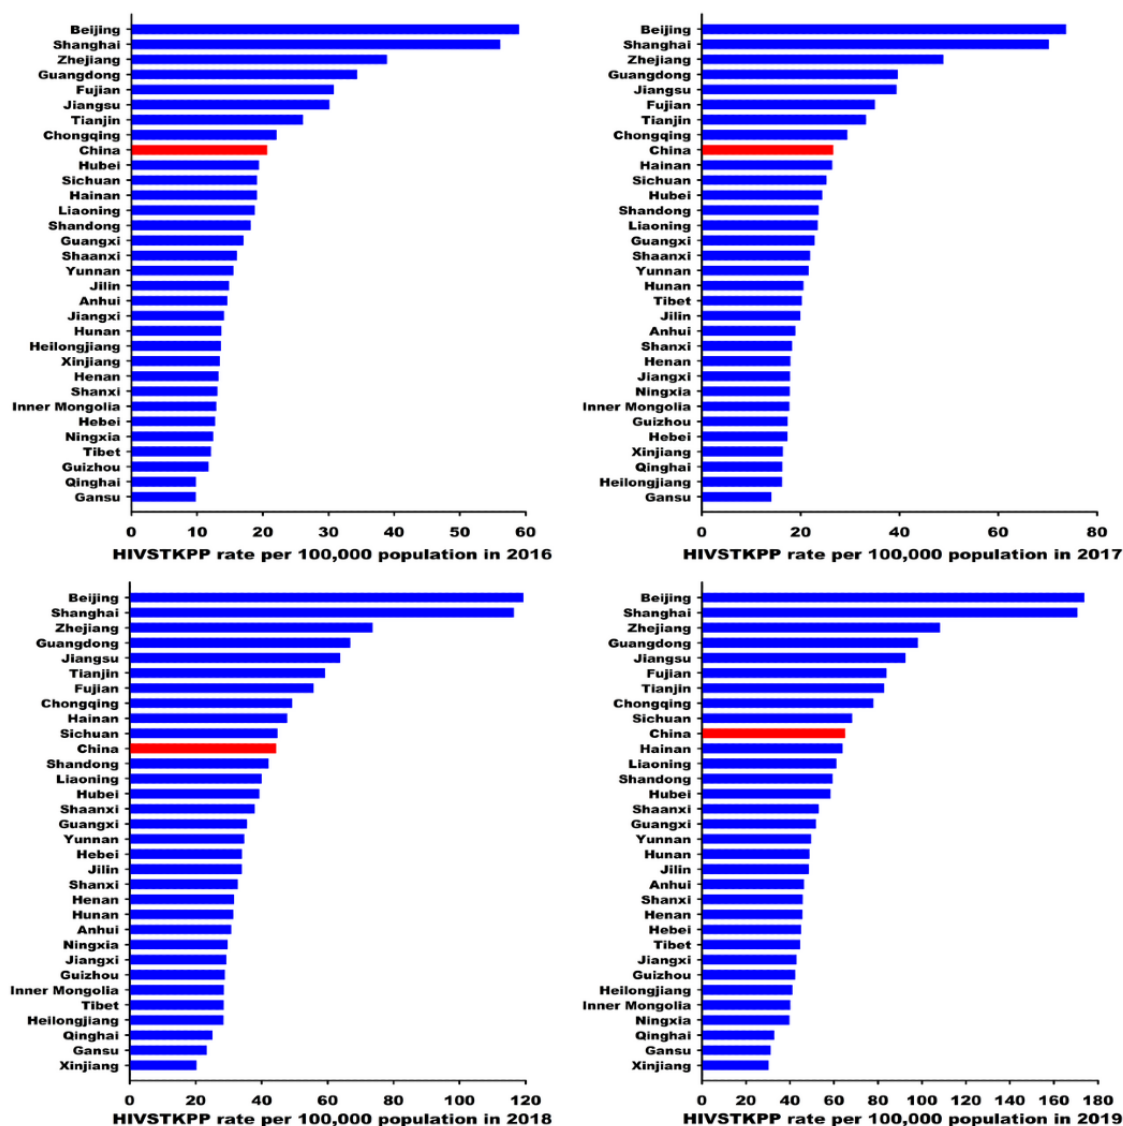 Beijing
Shanghai
Zhejiang
Guangdong
Fujian
Jiangsu
Tianjin
Chongqing
China
Hubei
Sichuan
Hainan
Liaoning
Shandong
Guangxi
Shaanxi
Yunnan
Jilin
Anhui
Jiangxi
Hunan
Heilongjiang
Xinjiang
Henan
Shanxi
Inner Mongolia
Hebei
Ningxia
Tibet
Guizhou
Qinghai
Gansu
0 10 20 30 40 50 60
HIVSTKPP rate per 100,000 population in 2016
Beijing
Shanghai
Zhejiang
Guangdong
Jiangsu
Fujian
Tianjin
Chongqing
China
Hainan
Sichuan
Hubei
Shandong
Liaoning
Guangxi
Shaanxi
Yunnan
Hunan
Tibet
Jilin
Anhui
Shanxi
Henan
Jiangxi
Ningxia
Inner Mongolia
Guizhou
Hebei
Xinjiang
Qinghai
Heilongjiang
Gansu
0 20 40 60 80
HIVSTKPP rate per 100,000 population in 2017
Beijing
Shanghai
Zhejiang
Guangdong
Jiangsu
Tianjin
Fujian
Chongqing
Hainan
Sichuan
China
Shandong
Liaoning
Hubei
Shaanxi
Guangxi
Yunnan
Hebei
Jilin
Shanxi
Henan
Hunan
Anhui
Ningxia
Jiangxi
Guizhou
Inner Mongolia
Tibet
Heilongjiang
Qinghai
Gansu
Xinjiang
0 20 40 60 80 100 120
HIVSTKPP rate per 100,000 population in 2018
Beijing
Shanghai
Zhejiang
Guangdong
Jiangsu
Fujian
Tianjin
Chongqing
Sichuan
China
Hainan
Liaoning
Shandong
Hubei
Shaanxi
Guangxi
Yunnan
Hunan
Jilin
Anhui
Shanxi
Henan
Hebei
Tibet
Jiangxi
Guizhou
Heilongjiang
Inner Mongolia
Ningxia
Qinghai
Gansu
Xinjiang
0 20 40 60 80 100 120 140 160 180
HIVSTKPP rate per 100,000 population in 2019